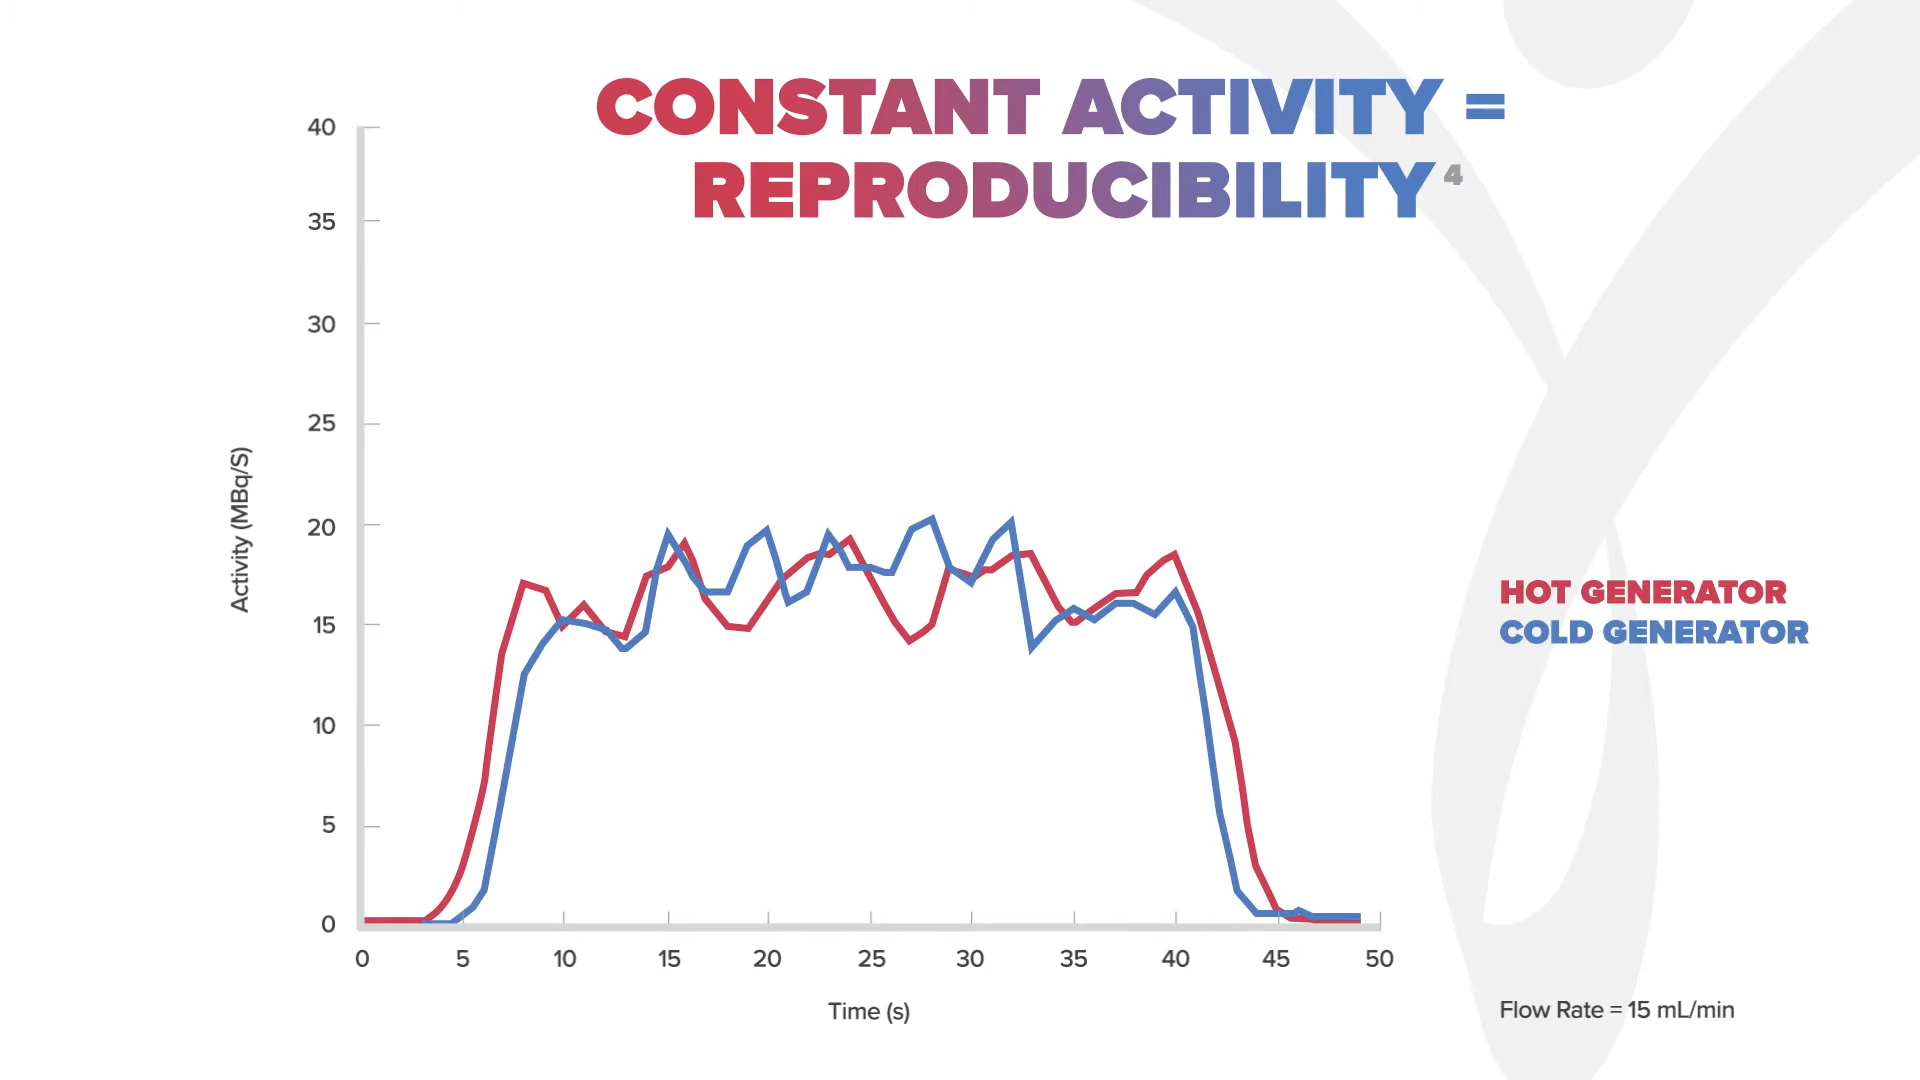 CONSTANT ACTIVITY =
REPRODUCIBILITY 4
40
35
30
25
20
15
10
5
0
Activity (MBq/S)
0 5 10 15 20 25 30 35 40 45 50
Time (s)
HOT GENERATOR
COLD GENERATOR
Flow Rate = 15 mL/min